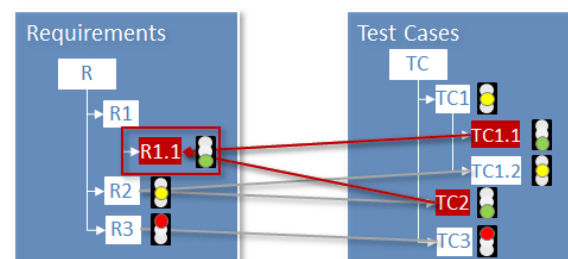 Requirements
R
R1
R1.1
R2
R3
Test Cases
TC
TC1
TC1.1
TC1.2
TC2
TC3